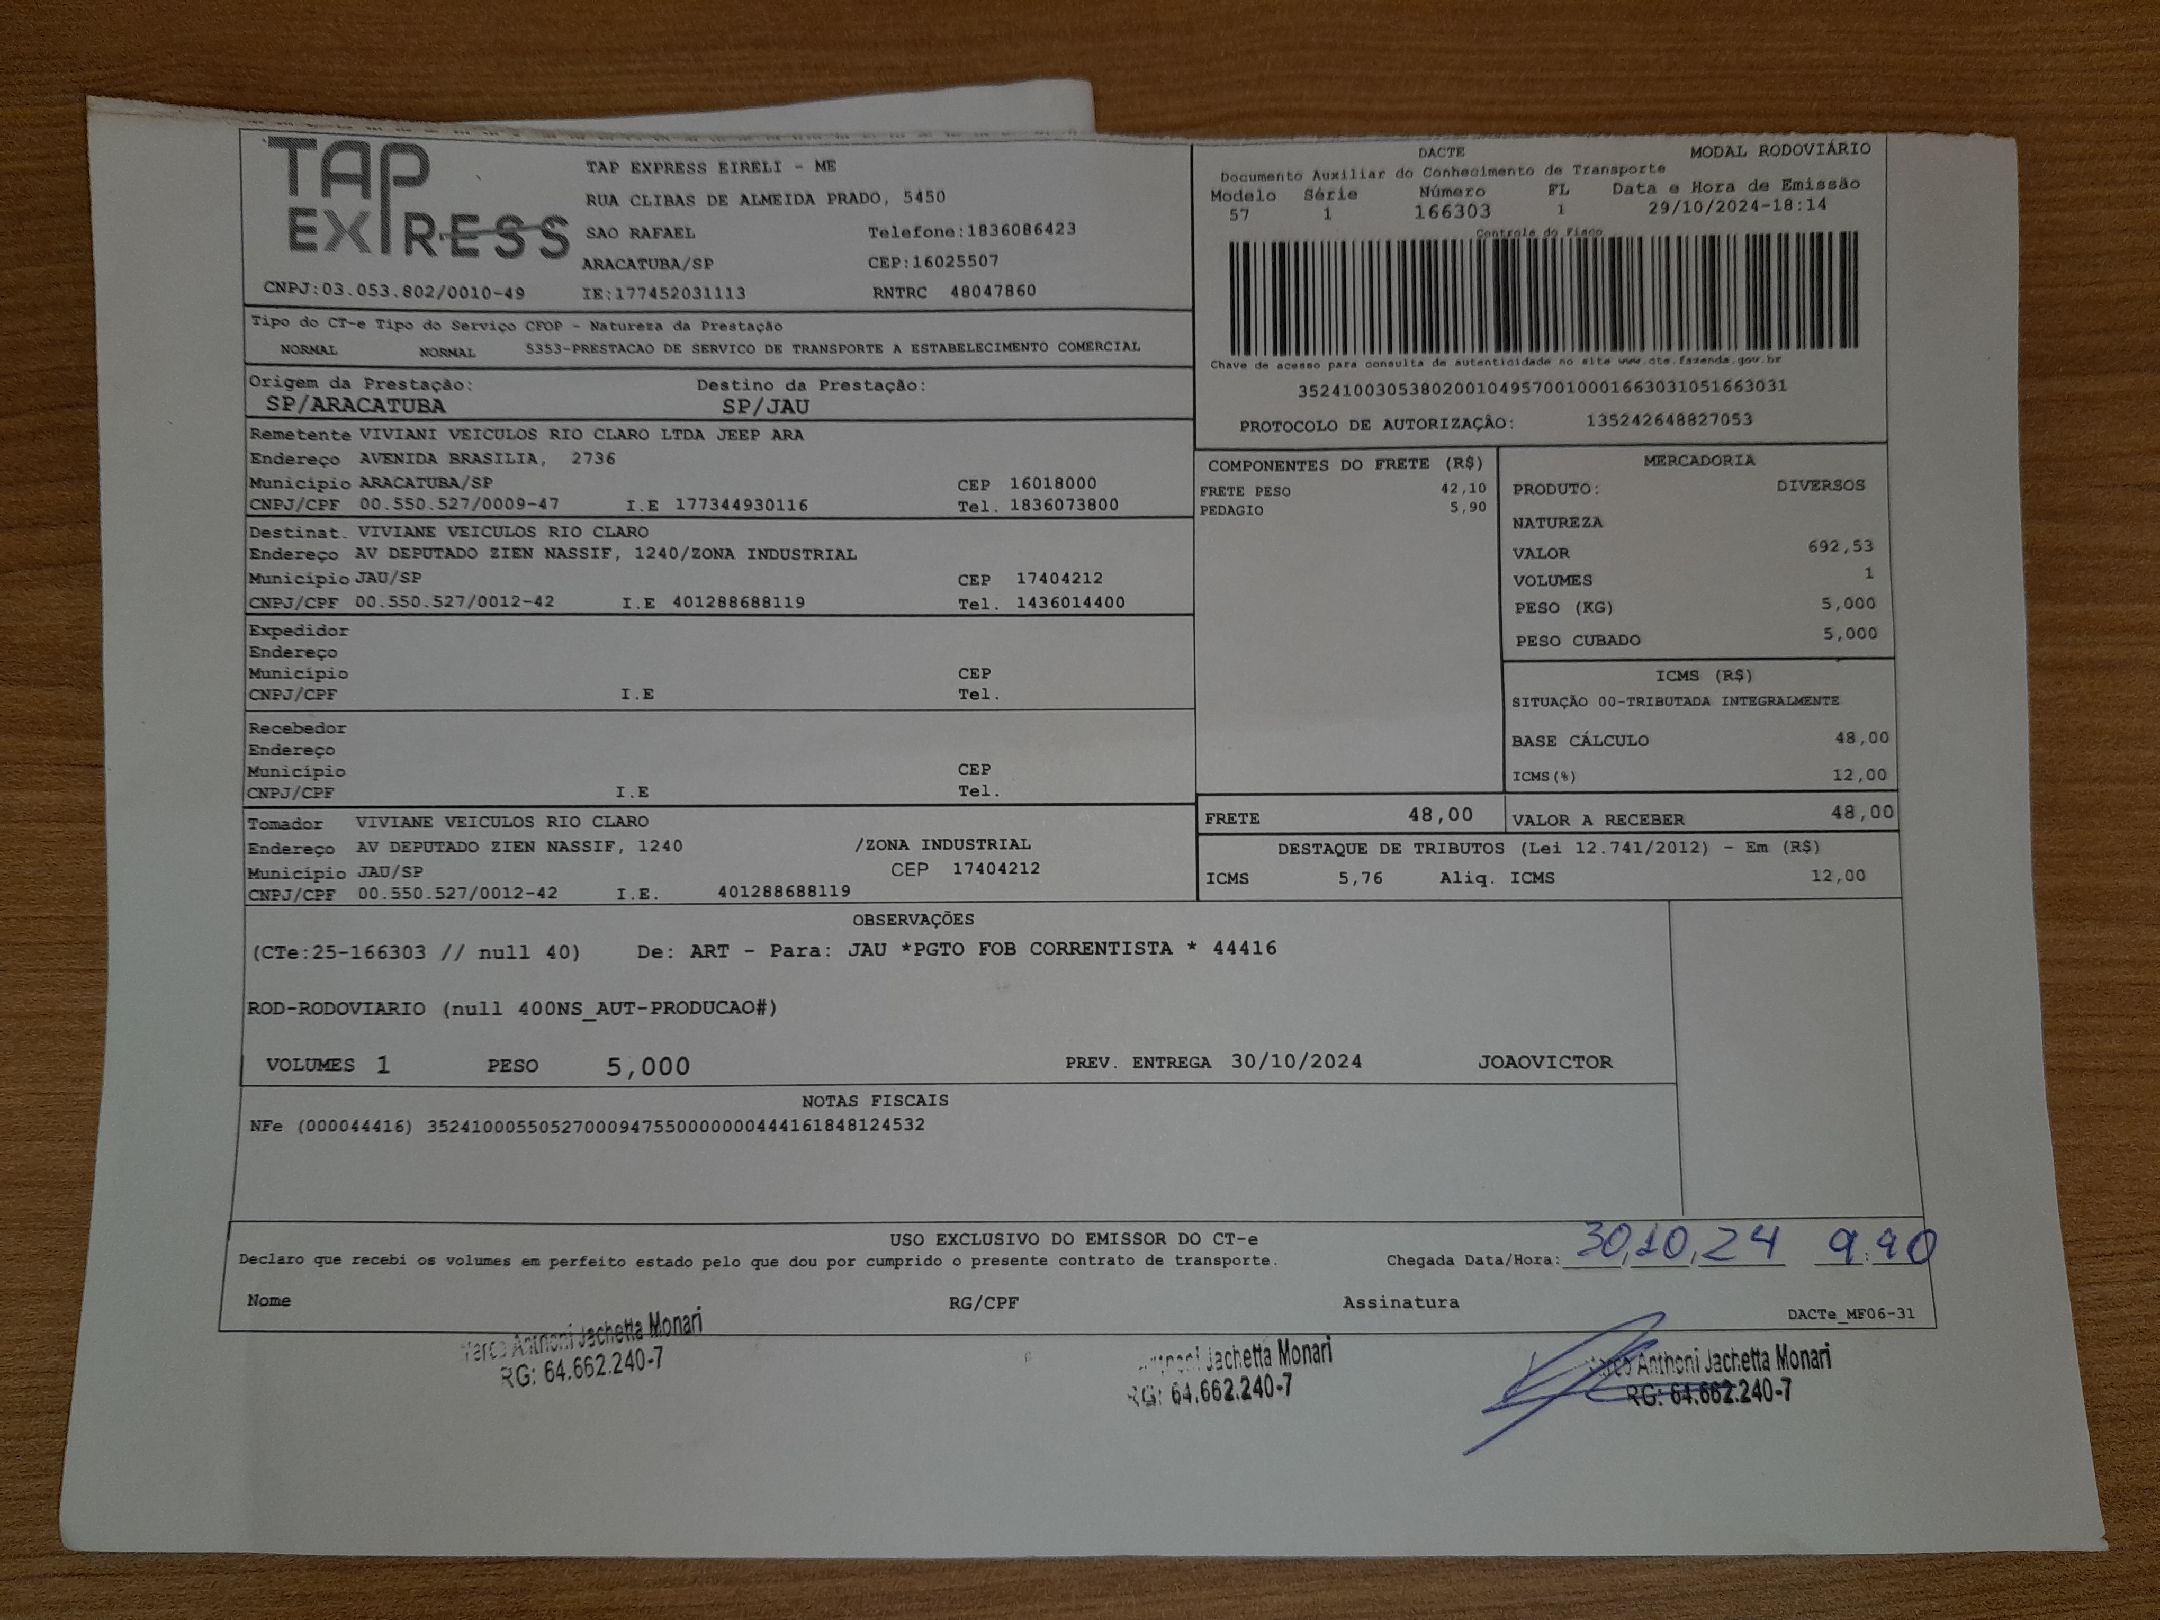 TAP EXPRESS
TAP EXPRESS EIRELI - ME
RUA CLIBAS DE ALMEIDA PRADO, 5450
SAO RAFAEL Telefone:1836086423
ARACATUBA/SP CEP:16025507
CNPJ:03.053.802/0010-49 IE:177452031113 RNTRC 48047860
DACTE MODAL RODOVIÁRIO
Documento Auxiliar do Conhecimento de Transporte
Modelo Série Número FL Data e Hora de Emissão
57 1 166303 1 29/10/2024-18:14
Controle do Fisco
Chave de acesso para consulta de autenticidade no site www.cte.fazenda.gov.br
35241003053802001049570010001663031051663031
PROTOCOLO DE AUTORIZAÇÂO: 135242648827053
Tipo do CT-e Tipo do Serviço CFOP - Natureza da Prestação
NORMAL NORMAL 5353-PRESTACAO DE SERVICO DE TRANSPORTE A ESTABELECIMENTO COMERCIAL
Origem da Prestação: Destino da Prestação:
SP/ARACATUBA SP/JAU
Remetente VIVIANI VEICULOS RIO CLARO LTDA JEEP ARA
Endereço AVENIDA BRASILIA, 2736
Município ARACATUBA/SP CEP 16018000
CNPJ/CPF 00.550.527/0009-47 I.E 177344930116 Tel. 1836073800
Destinat. VIVIANE VEICULOS RIO CLARO
Endereço AV DEPUTADO ZIEN NASSIF, 1240/ZONA INDUSTRIAL
Município JAU/SP CEP 17404212
CNPJ/CPF 00.550.527/0012-42 I.E 401288688119 Tel. 1436014400
Expedidor
Endereço
Município CEP
CNPJ/CPF I.E Tel.
Recebedor
Endereço
Município CEP
CNPJ/CPF I.E Tel.
Tomador VIVIANE VEICULOS RIO CLARO
Endereço AV DEPUTADO ZIEN NASSIF, 1240 /ZONA INDUSTRIAL
Município JAU/SP CEP 17404212
CNPJ/CPF 00.550.527/0012-42 I.E. 401288688119
COMPONENTES DO FRETE (R$)
FRETE PESO 42,10
PEDAGIO 5,90
MERCADORIA
PRODUTO: DIVERSOS
NATUREZA
VALOR 692,53
VOLUMES 1
PESO (KG) 5,000
PESO CUBADO 5,000
ICMS (R$)
SITUAÇÃO 00-TRIBUTADA INTEGRALMENTE
BASE CÁLCULO 48,00
ICMS(%) 12,00
FRETE 48,00 VALOR A RECEBER 48,00
DESTAQUE DE TRIBUTOS (Lei 12.741/2012) - Em (R$)
ICMS 5,76 Aliq. ICMS 12,00
OBSERVAÇÕES
(CTe:25-166303 // null 40) De: ART - Para: JAU *PGTO FOB CORRENTISTA * 44416
ROD-RODOVIARIO (null 400NS_AUT-PRODUCAO#)
VOLUMES 1 PESO 5,000 PREV. ENTREGA 30/10/2024 JOAOVICTOR
NOTAS FISCAIS
NFe (000044416) 35241000550527000947550000000444161848124532
USO EXCLUSIVO DO EMISSOR DO CT-e
Declaro que recebi os volumes em perfeito estado pelo que dou por cumprido o presente contrato de transporte. Chegada Data/Hora: 30,10,24 9:40
Nome RG/CPF Assinatura DACTe_MF06-31
Anthoni Jachetta Monari
RG: 64.662.240-7
Jachetta Monari
RG: 64.662.240-7
Anthoni Jachetta Monari
RG: 64.662.240-7